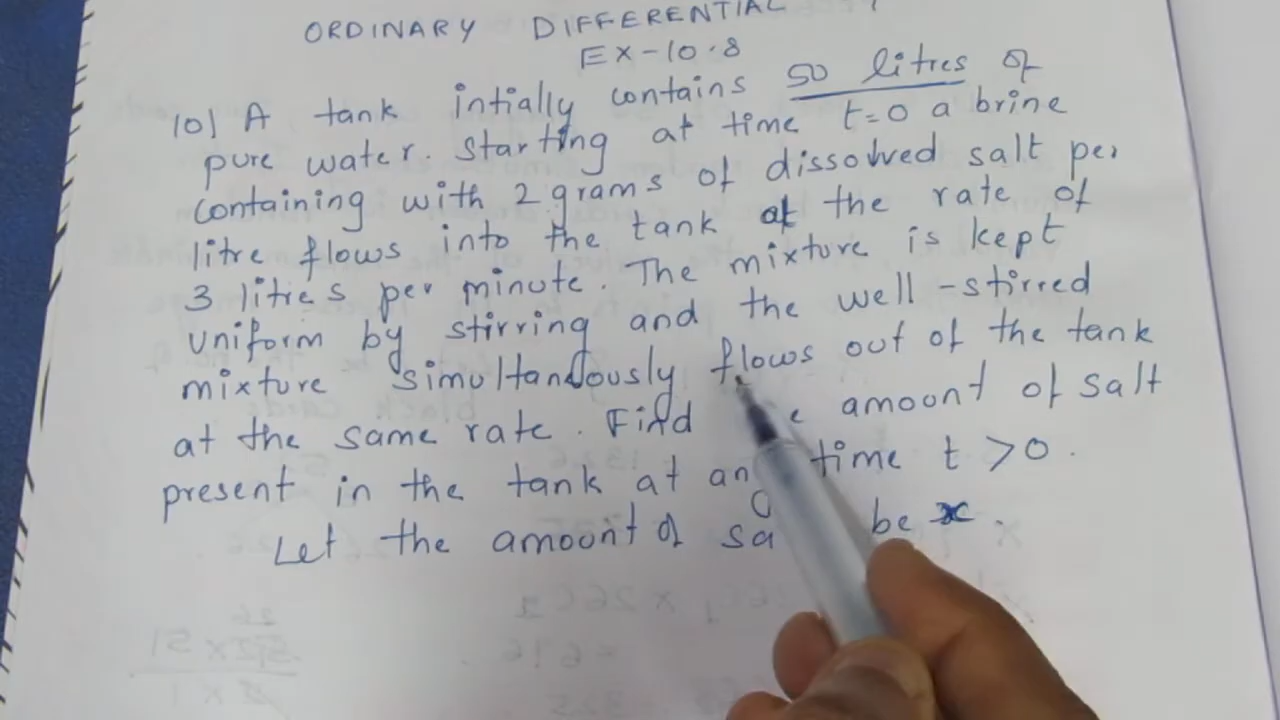 ORDINARY DIFFERENTIAL
EX-10.8
10) A tank intially contains 50 litres of
pure water. Starting at time t=0 a brine
containing with 2 grams of dissolved salt per
litre flows into the tank at the rate of
3 litres per minute. The mixture is kept
uniform by stirring and the well-stirred
mixture simultaneously flows out of the tank
at the same rate. Find amount of salt
present in the tank at time t > 0.
Let the amount of be x.